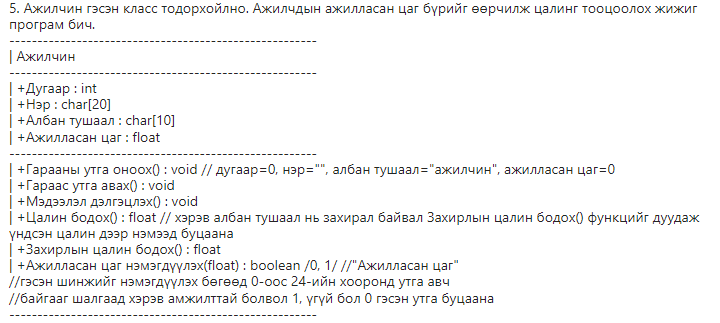 5. Ажилчин гэсэн класс тодорхойлно. Ажилчдын ажилласан цаг бүрийг өөрчилж цалинг тооцоолох жижиг
програм бич.
------------------------------------------------------
| Ажилчин
------------------------------------------------------
| +Дугаар : int
| +Нэр : char[20]
| +Албан тушаал : char[10]
| +Ажилласан цаг : float
------------------------------------------------------
| +Гарааны утга оноох() : void // дугаар=0, нэр="", албан тушаал="ажилчин", ажилласан цаг=0
| +Гараас утга авах() : void
| +Мэдээлэл дэлгэцлэх() : void
| +Цалин бодох() : float // хэрэв албан тушаал нь захирал байвал Захирлын цалин бодох() функцийг дуудаж
үндсэн цалин дээр нэмээд буцаана
| +Захирлын цалин бодох() : float
| +Ажилласан цаг нэмэгдүүлэх(float) : boolean /0, 1/ //"Ажилласан цаг"
//гэсэн шинжийг нэмэгдүүлэх бөгөөд 0-оос 24-ийн хооронд утга авч
//байгааг шалгаад хэрэв амжилттай болвол 1, үгүй бол 0 гэсэн утга буцаана
------------------------------------------------------